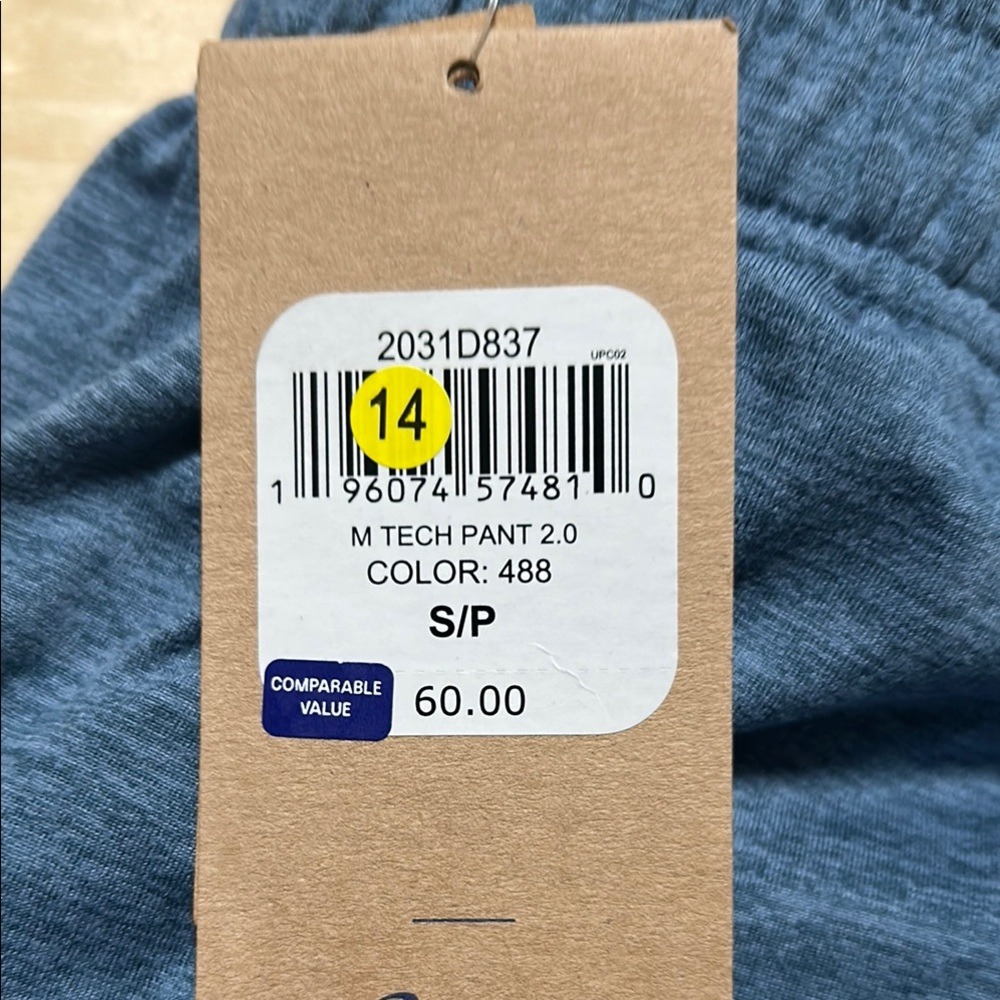 2031D837
UPC02
14
1 96074 57481 0
M TECH PANT 2.0
COLOR: 488
S/P
COMPARABLE
VALUE
60.00